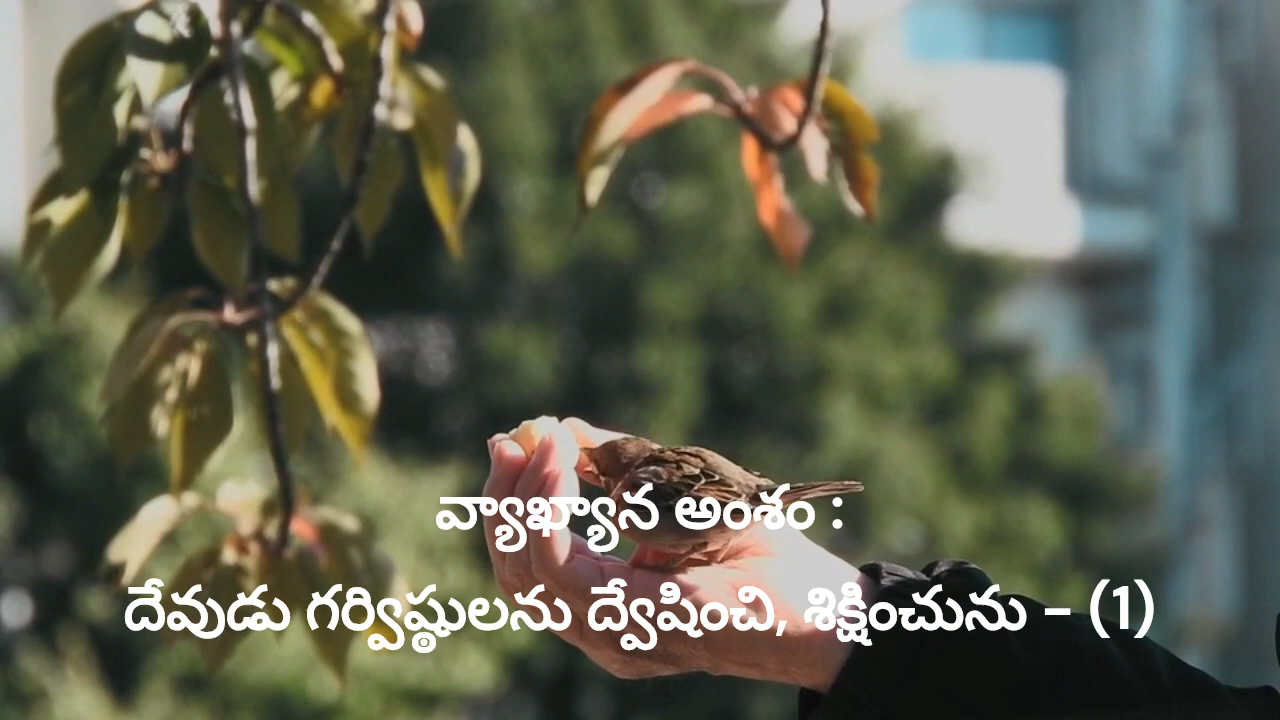 వ్యాఖ్యాన అంశం :
దేవుడు గర్విష్ఠులను ద్వేషించి, శిక్షించును – (1)